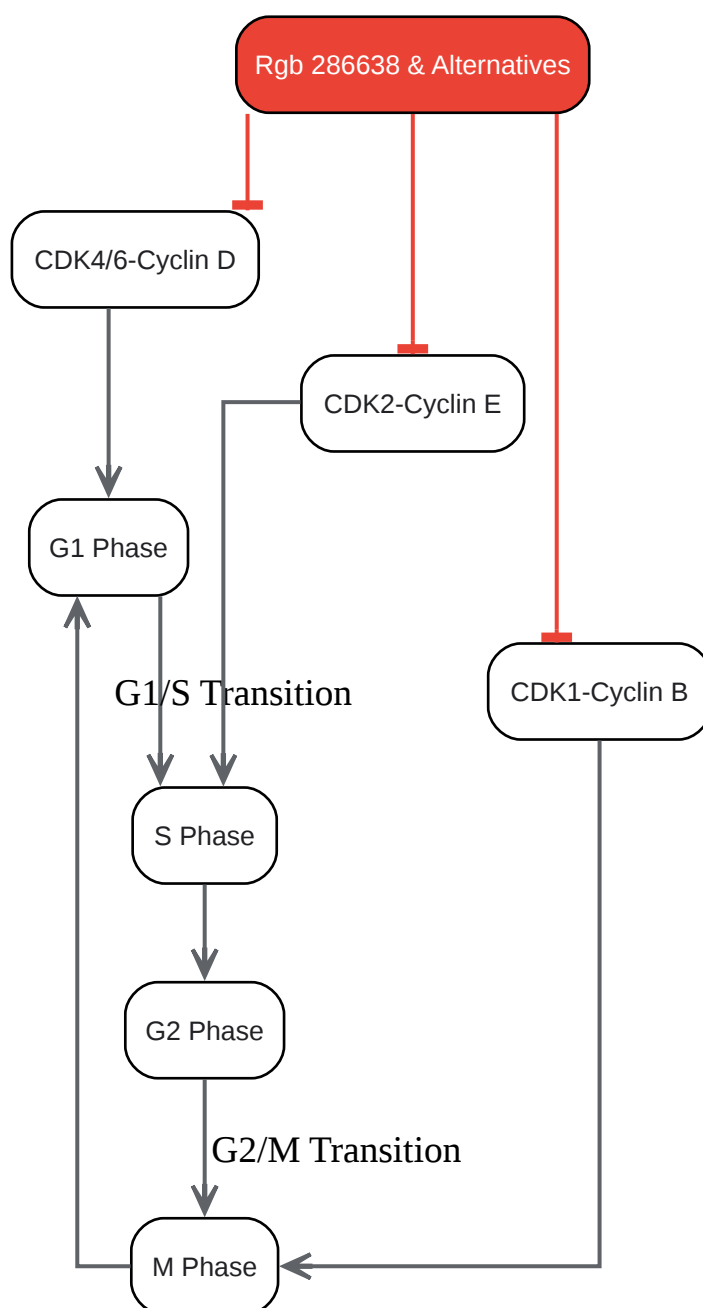 Rgb 286638 & Alternatives
CDK4/6-Cyclin D
CDK2-Cyclin E
G1 Phase
G1/S Transition
CDK1-Cyclin B
S Phase
G2 Phase
G2/M Transition
M Phase